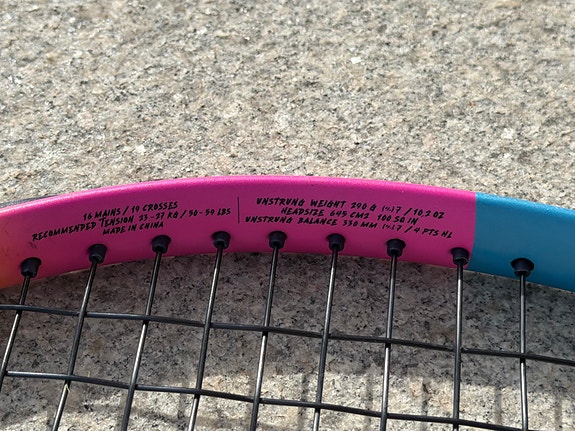 16 MAINS / 19 CROSSES
RECOMMENDED TENSION 23-27 KG / 50-59 LBS
MADE IN CHINA
UNSTRUNG WEIGHT 290 G +/-7 / 10.2 OZ
HEADSIZE 645 CM2 100 SQ IN
UNSTRUNG BALANCE 330 MM +/-7 / 4 PTS HL